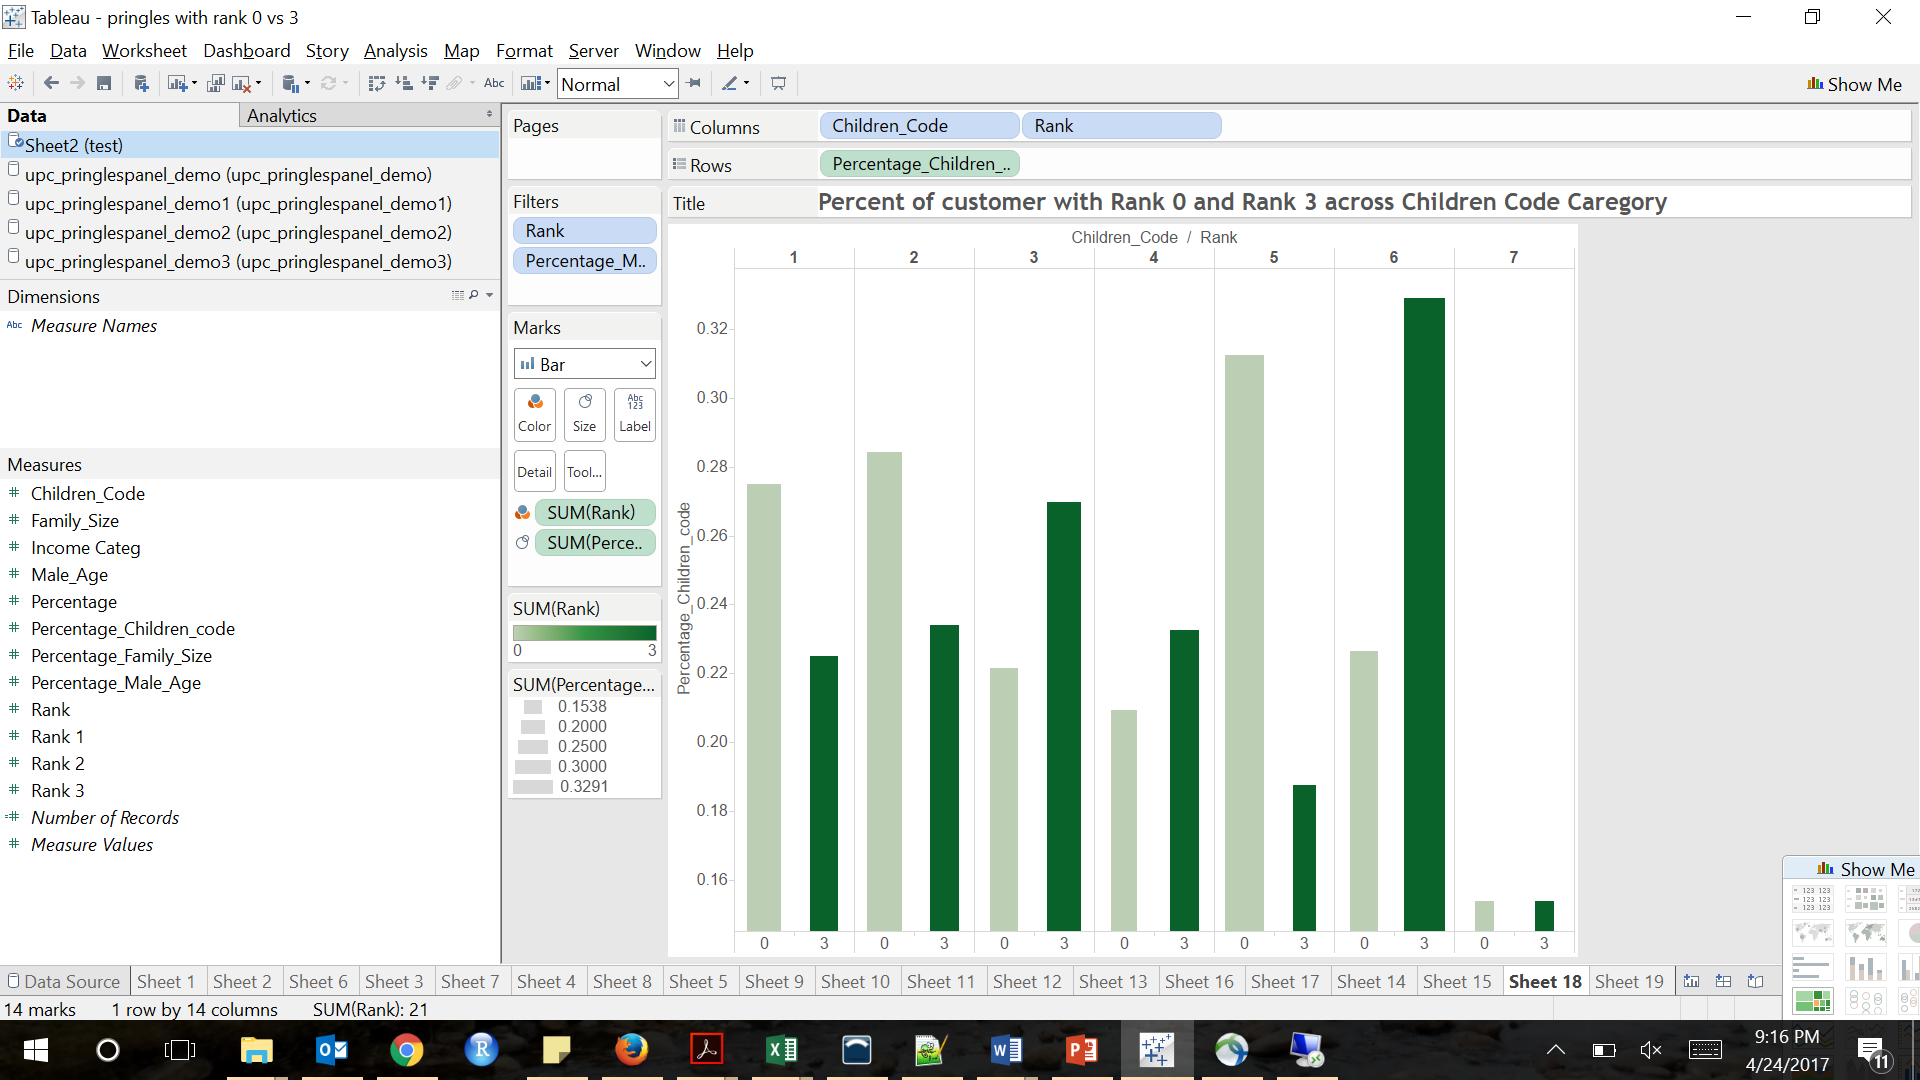 Tableau - pringles with rank 0 vs 3
File Data Worksheet Dashboard Story Analysis Map Format Server Window Help
Abc Normal Show Me
Data Analytics
Sheet2 (test)
upc_pringlespanel_demo (upc_pringlespanel_demo)
upc_pringlespanel_demo1 (upc_pringlespanel_demo1)
upc_pringlespanel_demo2 (upc_pringlespanel_demo2)
upc_pringlespanel_demo3 (upc_pringlespanel_demo3)
Dimensions
Abc Measure Names
Measures
Children_Code
Family_Size
Income Categ
Male_Age
Percentage
Percentage_Children_code
Percentage_Family_Size
Percentage_Male_Age
Rank
Rank 1
Rank 2
Rank 3
Number of Records
Measure Values
Pages
Filters
Rank
Percentage_M..
Marks
Bar
Color Size Abc 123 Label
Detail Tool...
SUM(Rank)
SUM(Perce..
SUM(Rank)
0 3
SUM(Percentage...
0.1538
0.2000
0.2500
0.3000
0.3291
Columns Children_Code Rank
Rows Percentage_Children_..
Title Percent of customer with Rank 0 and Rank 3 across Children Code Caregory
Children_Code / Rank
1 2 3 4 5 6 7
Percentage_Children_code
0.32
0.30
0.28
0.26
0.24
0.22
0.20
0.18
0.16
0 3 0 3 0 3 0 3 0 3 0 3 0 3
Show Me
Data Source Sheet 1 Sheet 2 Sheet 6 Sheet 3 Sheet 7 Sheet 4 Sheet 8 Sheet 5 Sheet 9 Sheet 10 Sheet 11 Sheet 12 Sheet 13 Sheet 16 Sheet 17 Sheet 14 Sheet 15 Sheet 18 Sheet 19
14 marks 1 row by 14 columns SUM(Rank): 21
9:16 PM
4/24/2017
11